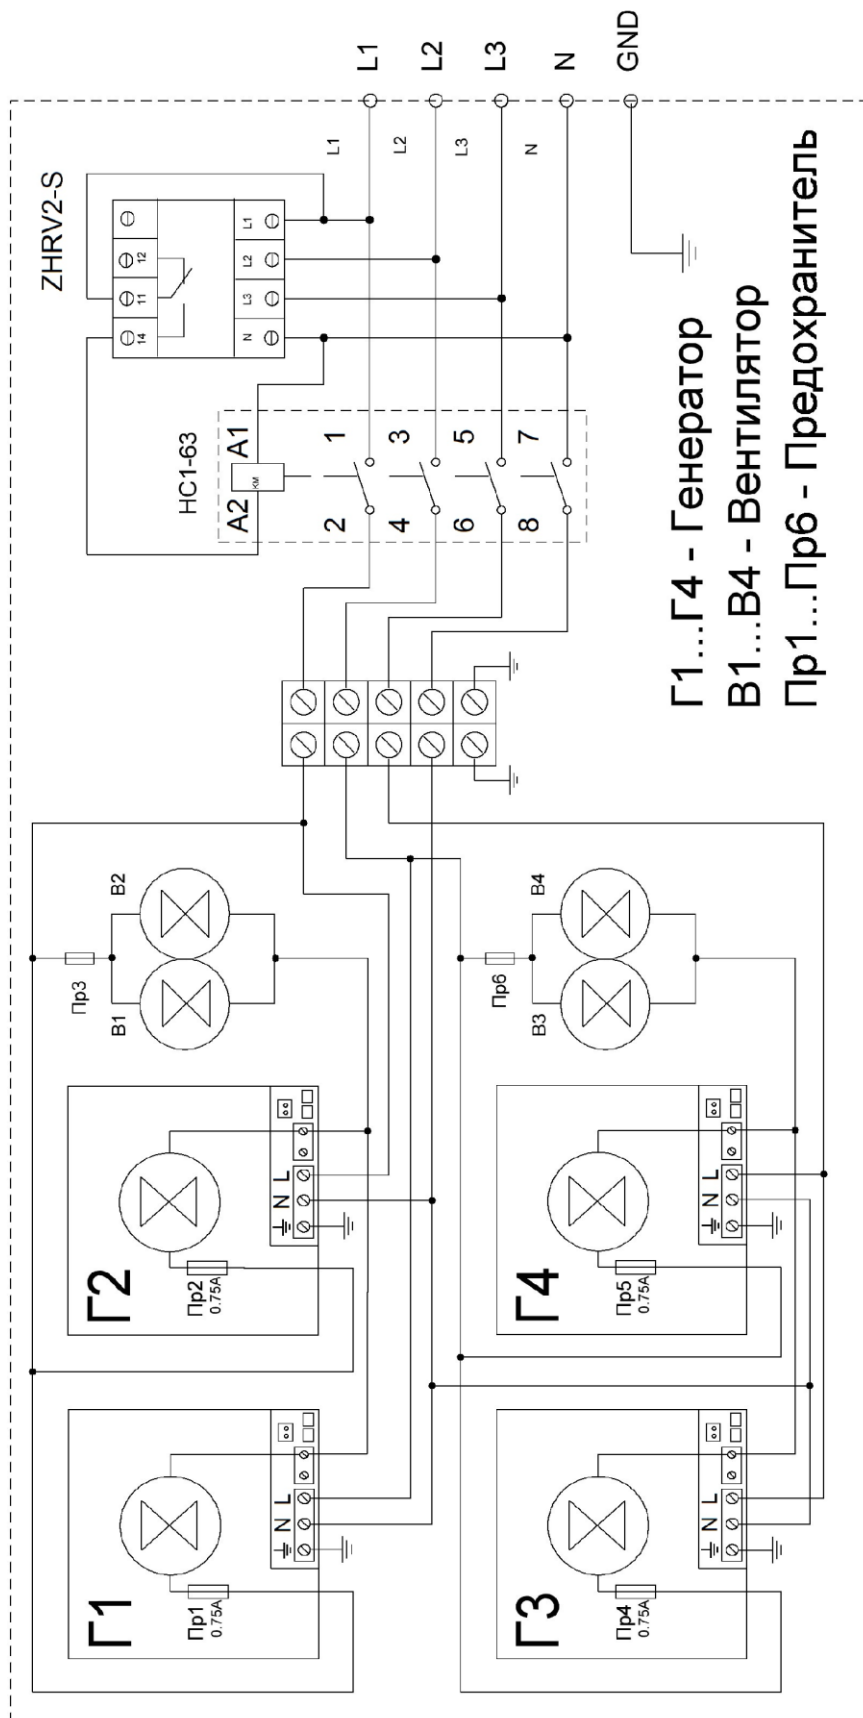 L1
L2
L3
N
GND
L1
L2
L3
N
ZHRV2-S
12
11
14
L1
L2
L3
N
HC1-63
A2 A1
КМ
2 1
4 3
6 5
8 7
Г1...Г4 - Генератор
В1...В4 - Вентилятор
Пр1...Пр6 - Предохранитель
Пр3
В1
В2
Пр6
В3
В4
Г1
Пр1
0.75А
N L
Г2
Пр2
0.75А
N L
Г3
Пр4
0.75А
N L
Г4
Пр5
0.75А
N L